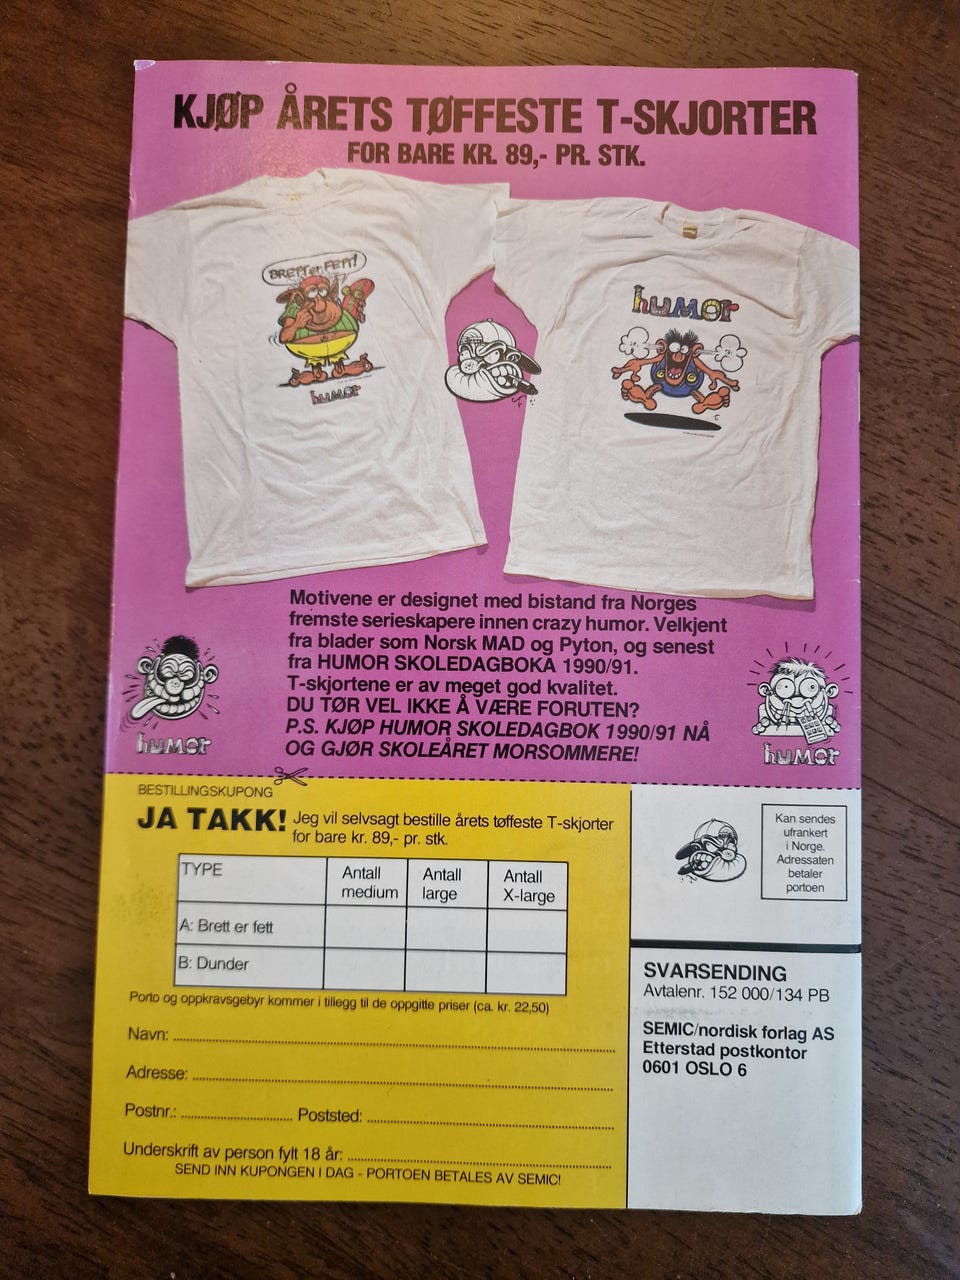 KJØP ÅRETS TØFFESTE T-SKJORTER
FOR BARE KR. 89,- PR. STK.
BRETT er FETT!
humor
humor
Motivene er designet med bistand fra Norges
fremste serieskapere innen crazy humor. Velkjent
fra blader som Norsk MAD og Pyton, og senest
fra HUMOR SKOLEDAGBOKA 1990/91.
T-skjortene er av meget god kvalitet.
DU TØR VEL IKKE Å VÆRE FORUTEN?
P.S. KJØP HUMOR SKOLEDAGBOK 1990/91 NÅ
OG GJØR SKOLEÅRET MORSOMMERE!
humor
humor
BESTILLINGSKUPONG
JA TAKK! Jeg vil selvsagt bestille årets tøffeste T-skjorter
for bare kr. 89,- pr. stk.
TYPE Antall medium Antall large Antall X-large
A: Brett er fett
B: Dunder
Porto og oppkravsgebyr kommer i tillegg til de oppgitte priser (ca. kr. 22,50)
Navn:
Adresse:
Postnr.: Poststed:
Underskrift av person fylt 18 år:
SEND INN KUPONGEN I DAG - PORTOEN BETALES AV SEMIC!
Kan sendes
ufrankert
i Norge.
Adressaten
betaler
portoen
SVARSENDING
Avtalenr. 152 000/134 PB
SEMIC/nordisk forlag AS
Etterstad postkontor
0601 OSLO 6